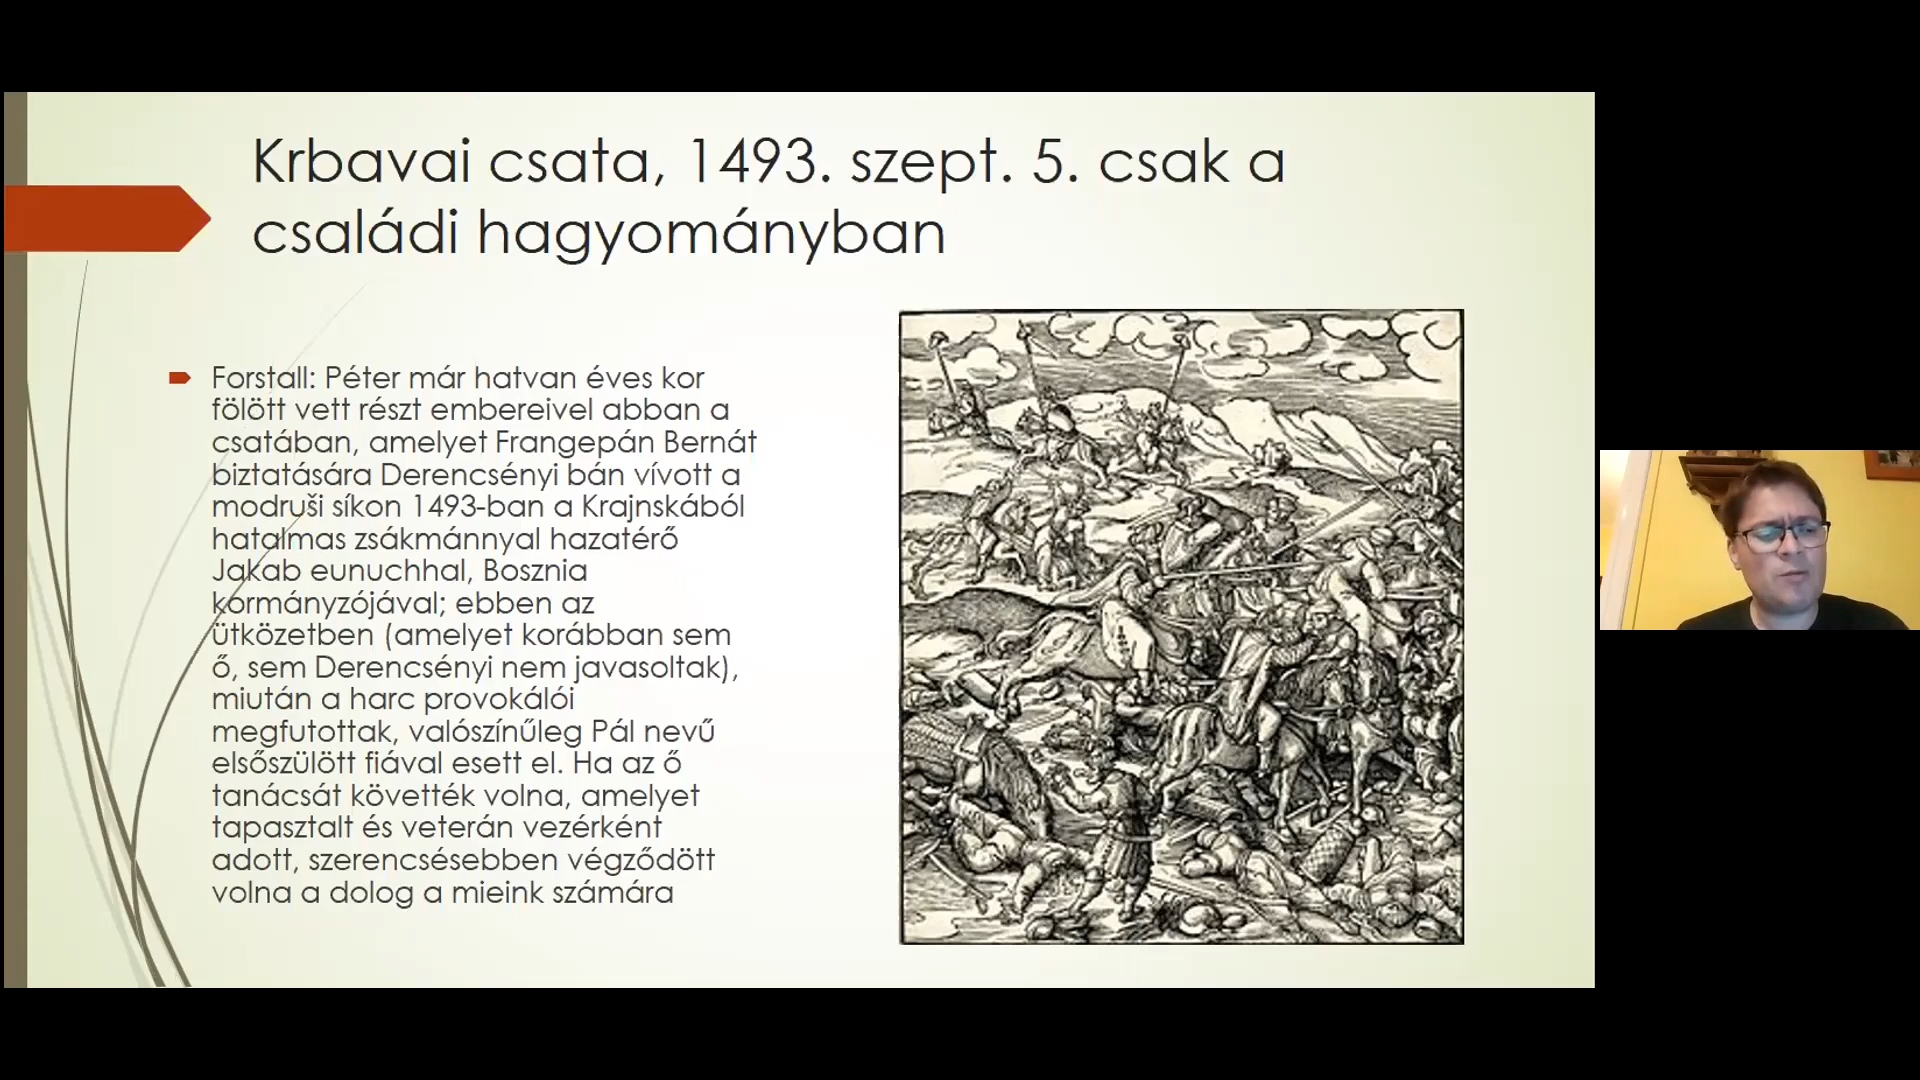 Krbavai csata, 1493. szept. 5. csak a
családi hagyományban
Forstall: Péter már hatvan éves kor
fölött vett részt embereivel abban a
csatában, amelyet Frangepán Bernát
biztatására Derencsényi bán vívott a
modruši síkon 1493-ban a Krajnskából
hatalmas zsákmánnyal hazatérő
Jakab eunuchhal, Bosznia
kormányzójával; ebben az
ütközetben (amelyet korábban sem
ő, sem Derencsényi nem javasoltak),
miután a harc provokálói
megfutottak, valószínűleg Pál nevű
elsőszülött fiával esett el. Ha az ő
tanácsát követték volna, amelyet
tapasztalt és veterán vezérként
adott, szerencsésebben végződött
volna a dolog a mieink számára